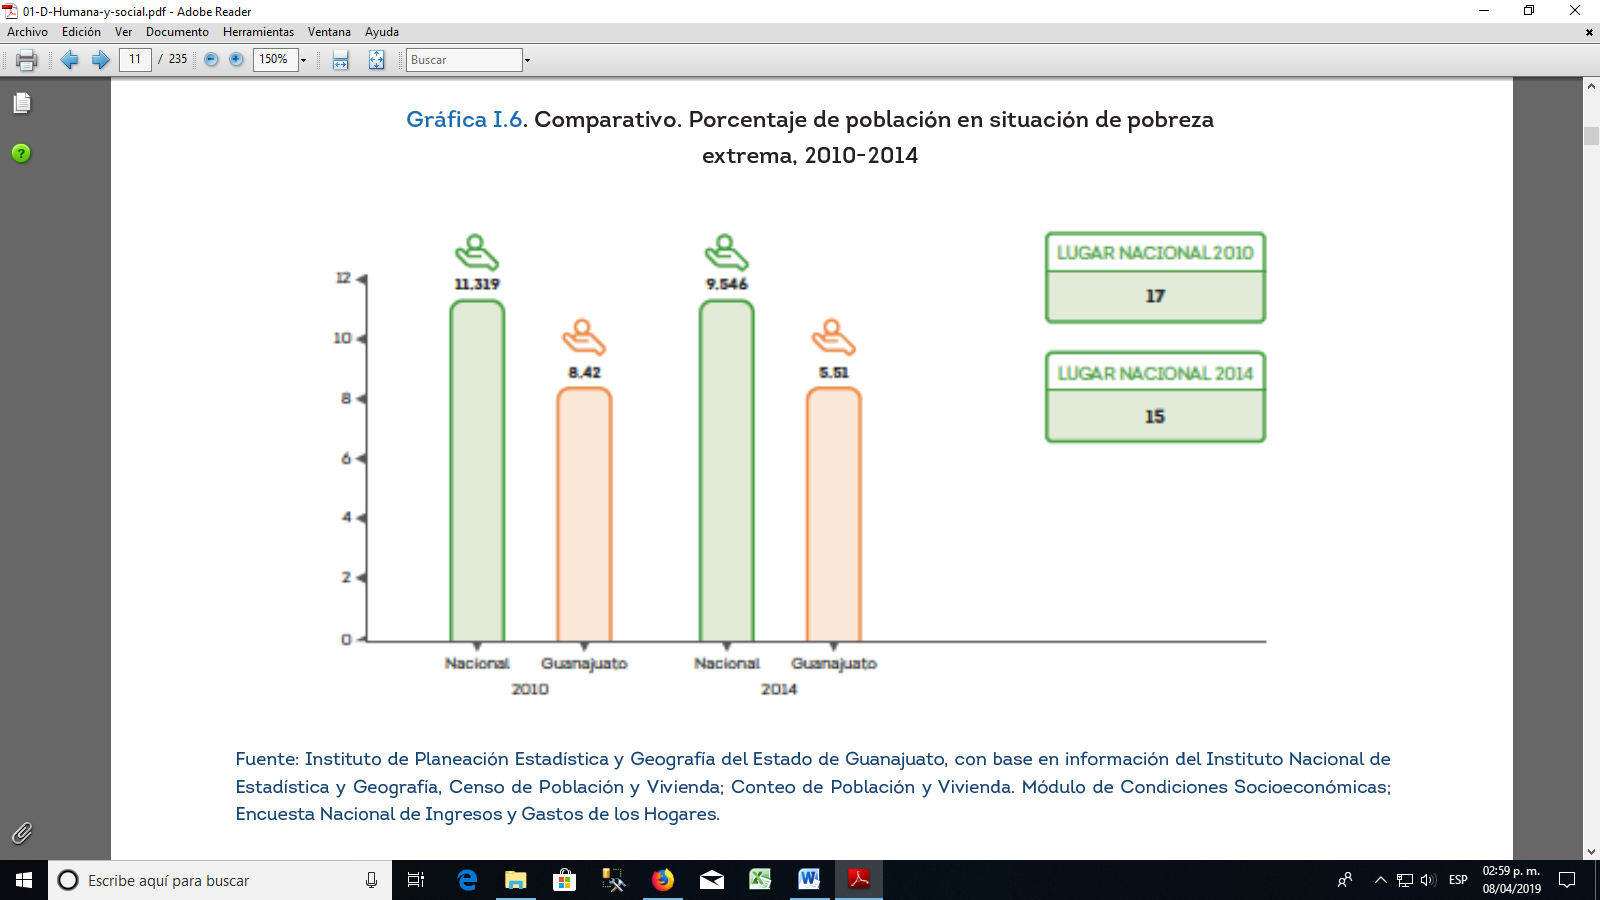 01-D-Humana-y-social.pdf - Adobe Reader
Archivo Edición Ver Documento Herramientas Ventana Ayuda
11 / 235 150% Buscar
Gráfica I.6. Comparativo. Porcentaje de población en situación de pobreza
extrema, 2010-2014
LUGAR NACIONAL 2010
17
LUGAR NACIONAL 2014
15
12
10
8
6
4
2
0
11,319
8,42
9,546
5,51
Nacional Guanajuato Nacional Guanajuato
2010 2014
Fuente: Instituto de Planeación Estadística y Geografía del Estado de Guanajuato, con base en información del Instituto Nacional de
Estadística y Geografía, Censo de Población y Vivienda; Conteo de Población y Vivienda. Módulo de Condiciones Socioeconómicas;
Encuesta Nacional de Ingresos y Gastos de los Hogares.
Escribe aquí para buscar
ESP
02:59 p. m.
08/04/2019